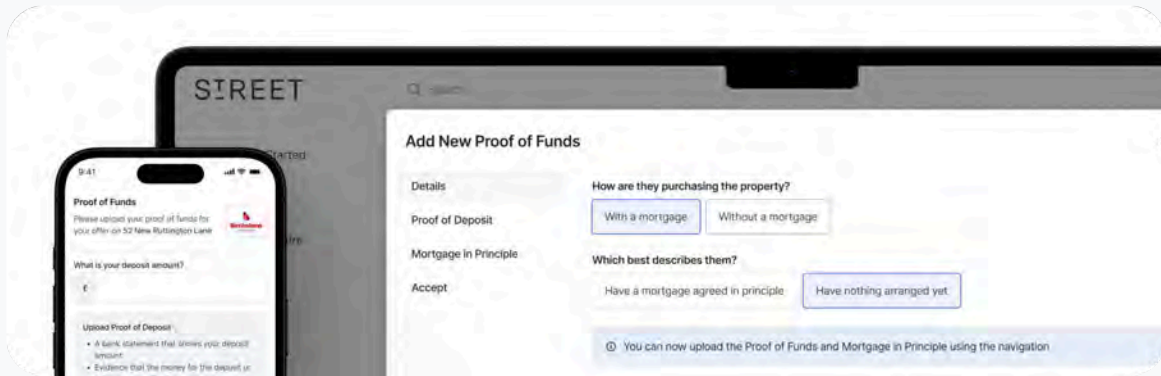 STREET
Search
Started
Add New Proof of Funds
Details
Proof of Deposit
Mortgage in Principle
Accept
How are they purchasing the property?
With a mortgage
Without a mortgage
Which best describes them?
Have a mortgage agreed in principle
Have nothing arranged yet
You can now upload the Proof of Funds and Mortgage in Principle using the navigation
9:41
Proof of Funds
Please upload your proof of funds for
your offer on 52 New Ruttington Lane
What is your deposit amount?
£
Upload Proof of Deposit
• A bank statement that shows your deposit
amount
• Evidence that the money for the deposit is